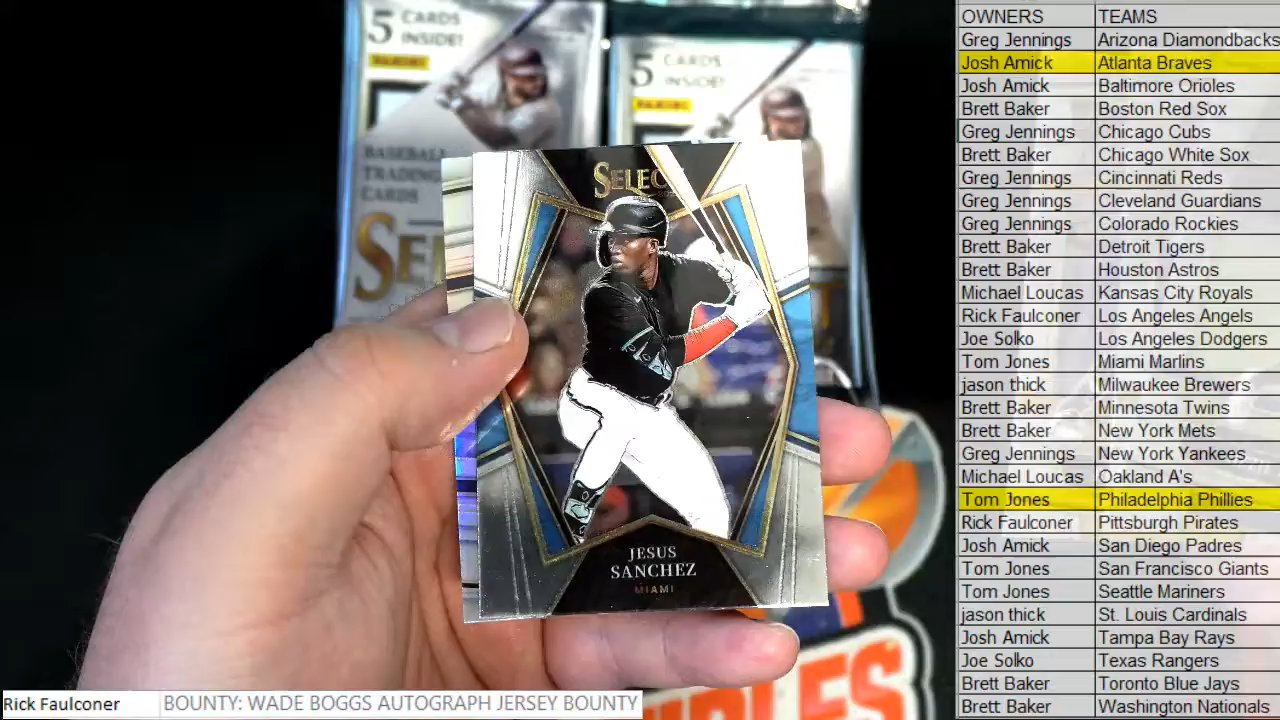 5 CARDS
INSIDE!
PANINI
BASEBALL
TRADING
CARDS
5 CARDS
INSIDE!
PANINI
SELECT
JESUS
SANCHEZ
MIAMI
OWNERS TEAMS
Greg Jennings Arizona Diamondbacks
Josh Amick Atlanta Braves
Josh Amick Baltimore Orioles
Brett Baker Boston Red Sox
Greg Jennings Chicago Cubs
Brett Baker Chicago White Sox
Greg Jennings Cincinnati Reds
Greg Jennings Cleveland Guardians
Greg Jennings Colorado Rockies
Brett Baker Detroit Tigers
Brett Baker Houston Astros
Michael Loucas Kansas City Royals
Rick Faulconer Los Angeles Angels
Joe Solko Los Angeles Dodgers
Tom Jones Miami Marlins
jason thick Milwaukee Brewers
Brett Baker Minnesota Twins
Brett Baker New York Mets
Greg Jennings New York Yankees
Michael Loucas Oakland A's
Tom Jones Philadelphia Phillies
Rick Faulconer Pittsburgh Pirates
Josh Amick San Diego Padres
Tom Jones San Francisco Giants
Tom Jones Seattle Mariners
jason thick St. Louis Cardinals
Josh Amick Tampa Bay Rays
Joe Solko Texas Rangers
Brett Baker Toronto Blue Jays
Brett Baker Washington Nationals
Rick Faulconer BOUNTY: WADE BOGGS AUTOGRAPH JERSEY BOUNTY